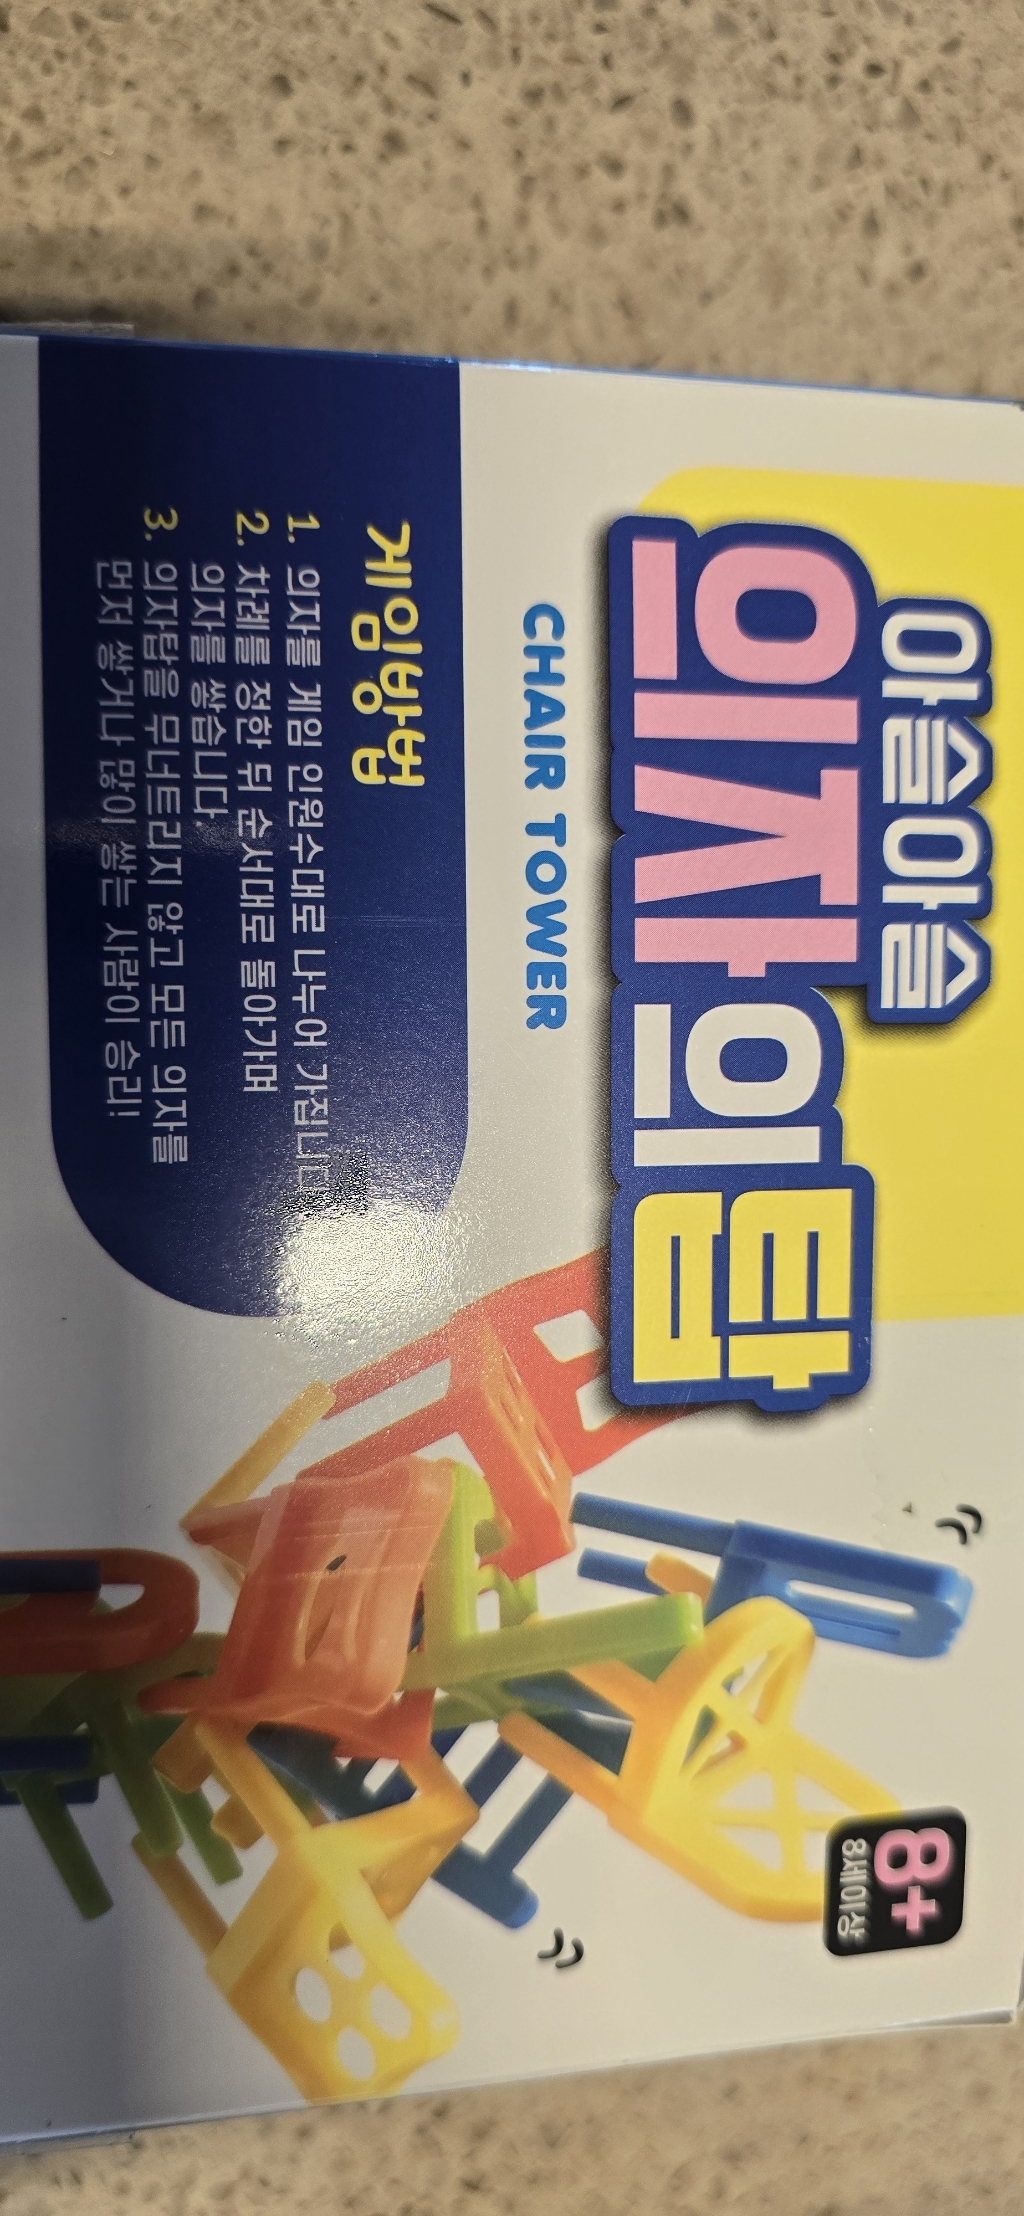 아슬아슬
의자
의
탑
CHAIR TOWER
게임방법
1. 의자를 게임 인원수대로 나누어 가집니다
2. 차례를 정한 뒤 순서대로 돌아가며
의자를 쌓습니다.
3. 의자탑을 무너트리지 않고 모든 의자를
먼저 쌓거나 많이 쌓는 사람이 승리!
8+
8세이상